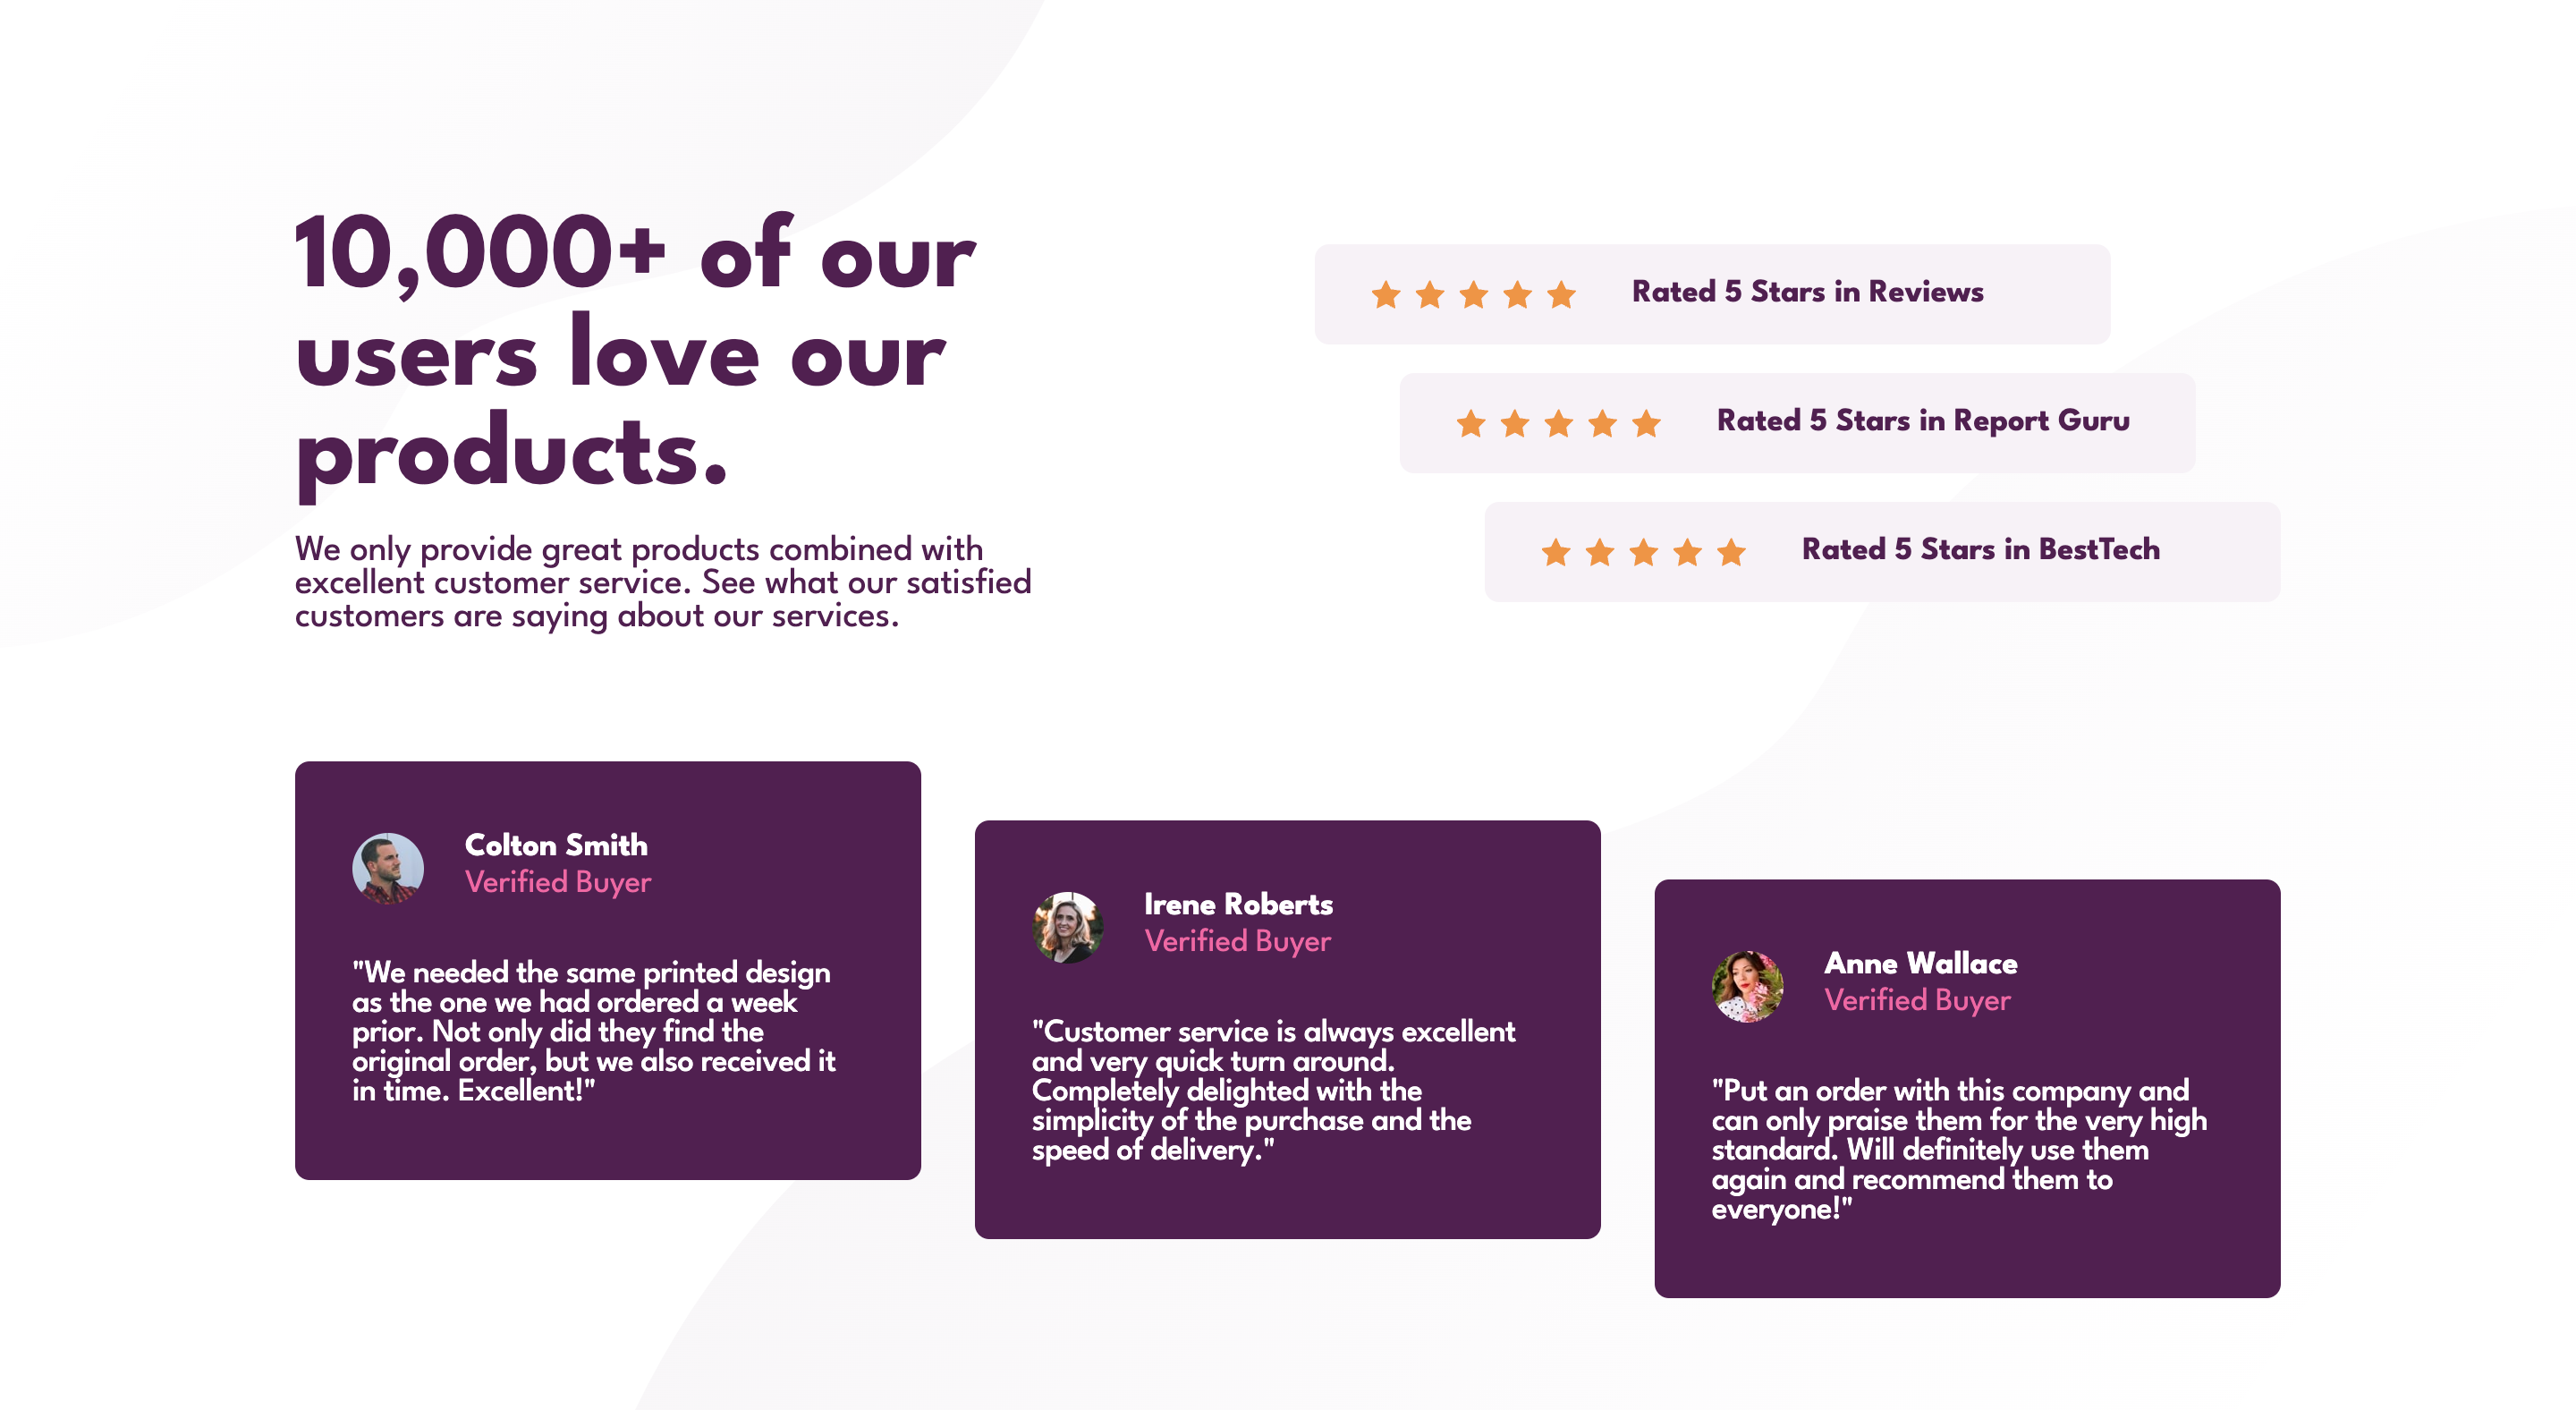 10,000+ of our
users love our
products.
We only provide great products combined with
excellent customer service. See what our satisfied
customers are saying about our services.
Rated 5 Stars in Reviews
Rated 5 Stars in Report Guru
Rated 5 Stars in BestTech
Colton Smith
Verified Buyer
"We needed the same printed design
as the one we had ordered a week
prior. Not only did they find the
original order, but we also received it
in time. Excellent!"
Irene Roberts
Verified Buyer
"Customer service is always excellent
and very quick turn around.
Completely delighted with the
simplicity of the purchase and the
speed of delivery."
Anne Wallace
Verified Buyer
"Put an order with this company and
can only praise them for the very high
standard. Will definitely use them
again and recommend them to
everyone!"